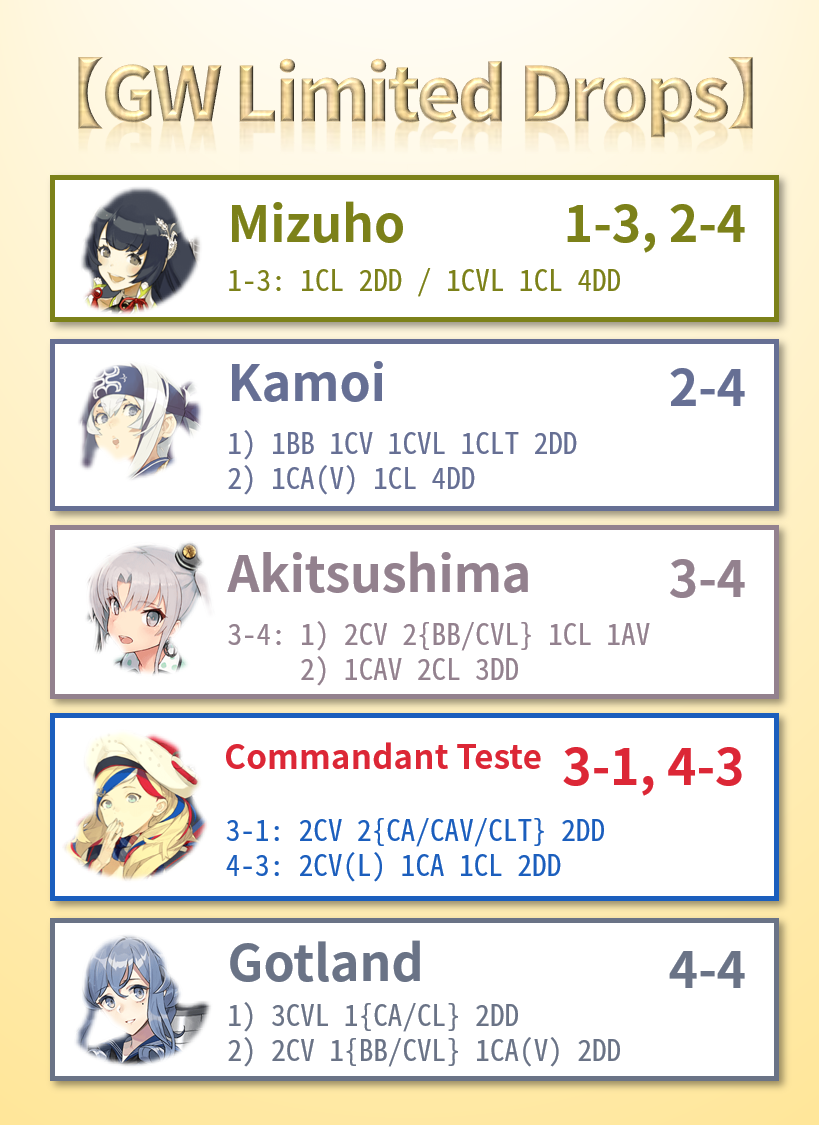 【GW Limited Drops】
Mizuho 1-3, 2-4
1-3: 1CL 2DD / 1CVL 1CL 4DD
Kamoi 2-4
1) 1BB 1CV 1CVL 1CLT 2DD
2) 1CA(V) 1CL 4DD
Akitsushima 3-4
3-4: 1) 2CV 2{BB/CVL} 1CL 1AV
2) 1CAV 2CL 3DD
Commandant Teste 3-1, 4-3
3-1: 2CV 2{CA/CAV/CLT} 2DD
4-3: 2CV(L) 1CA 1CL 2DD
Gotland 4-4
1) 3CVL 1{CA/CL} 2DD
2) 2CV 1{BB/CVL} 1CA(V) 2DD